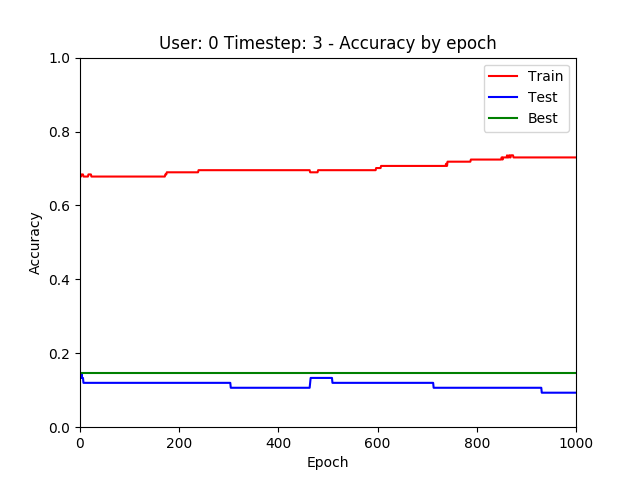 User: 0 Timestep: 3 - Accuracy by epoch
1.0
0.8
0.6
0.4
0.2
0.0
Accuracy
Train
Test
Best
0 200 400 600 800 1000
Epoch